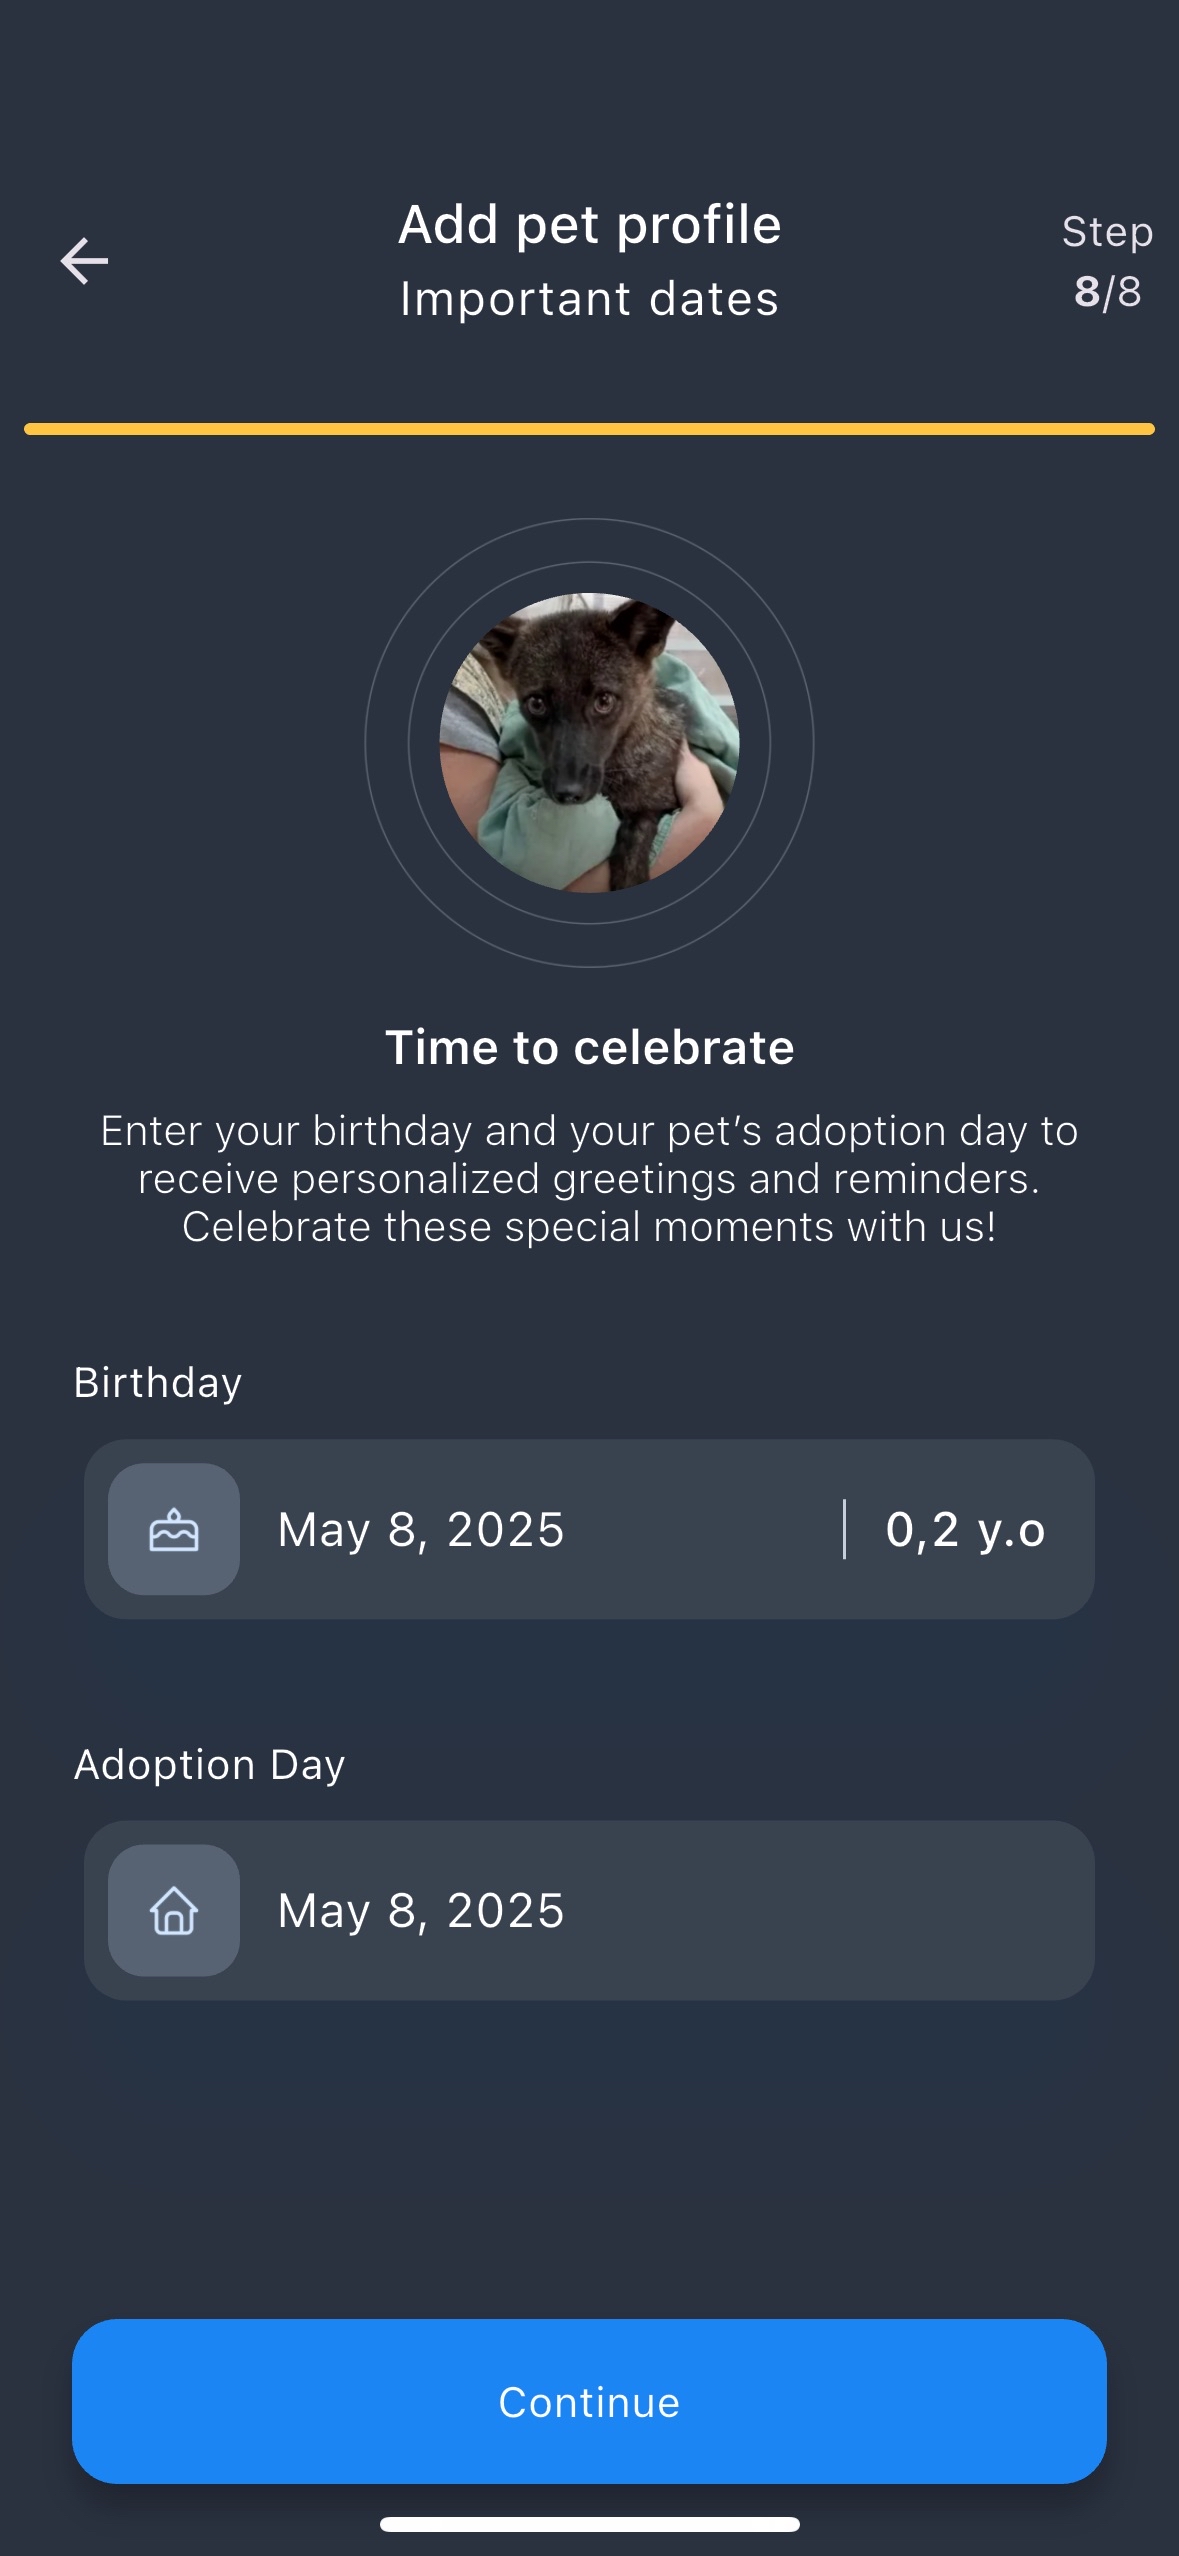 Add pet profile
Important dates
Step
8/8
Time to celebrate
Enter your birthday and your pet’s adoption day to
receive personalized greetings and reminders.
Celebrate these special moments with us!
Birthday
May 8, 2025 | 0,2 y.o
Adoption Day
May 8, 2025
Continue